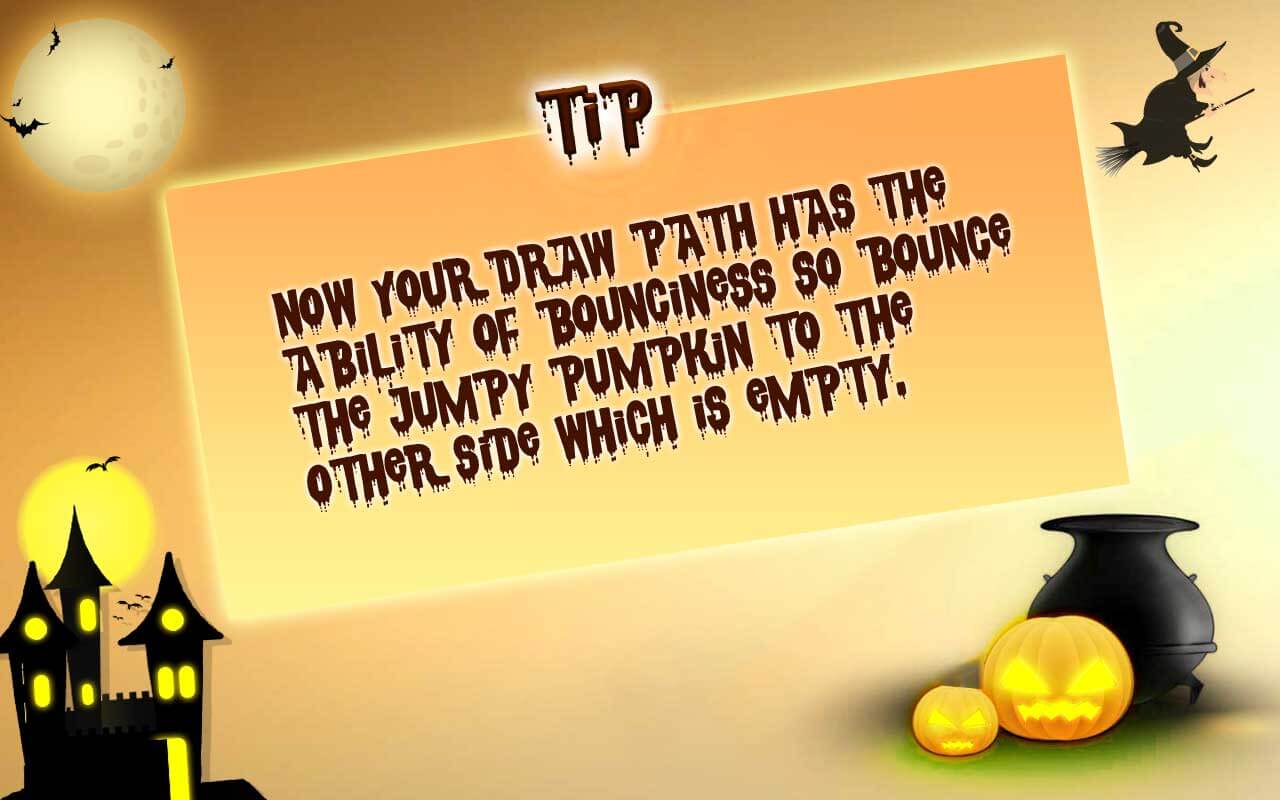 TiP
NOW YOUR DRAW PATH HAS THe
ABiLiTY OF BOUNCiNeSS SO BOUNCe
THe JUMPY PUMPKiN TO THe
OTHeR SiDe WHiCH iS eMPTY.